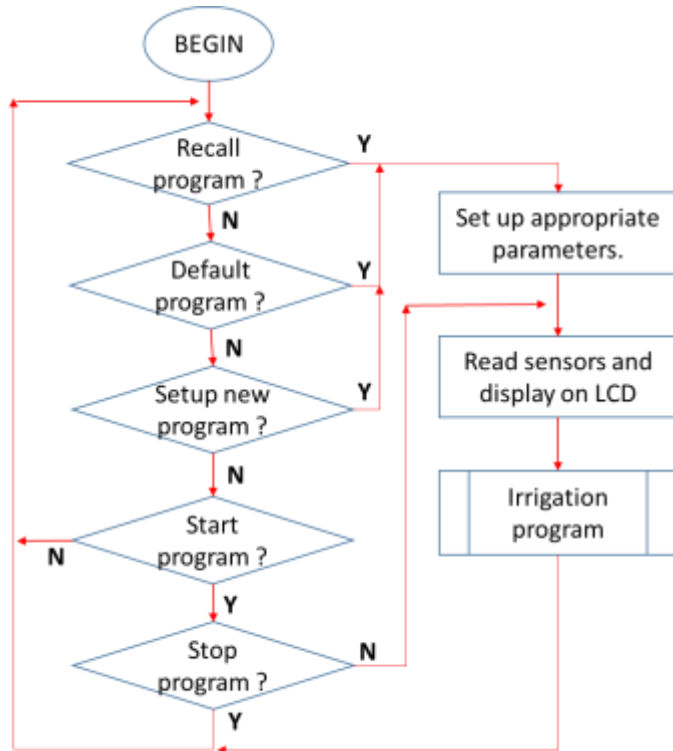 BEGIN
Y
Recall
program ?
N
Set up appropriate
parameters.
Default
program ?
Y
N
Read sensors and
display on LCD
Setup new
program ?
Y
N
Irrigation
program
Start
program ?
N
Y
Stop
program ?
N
Y